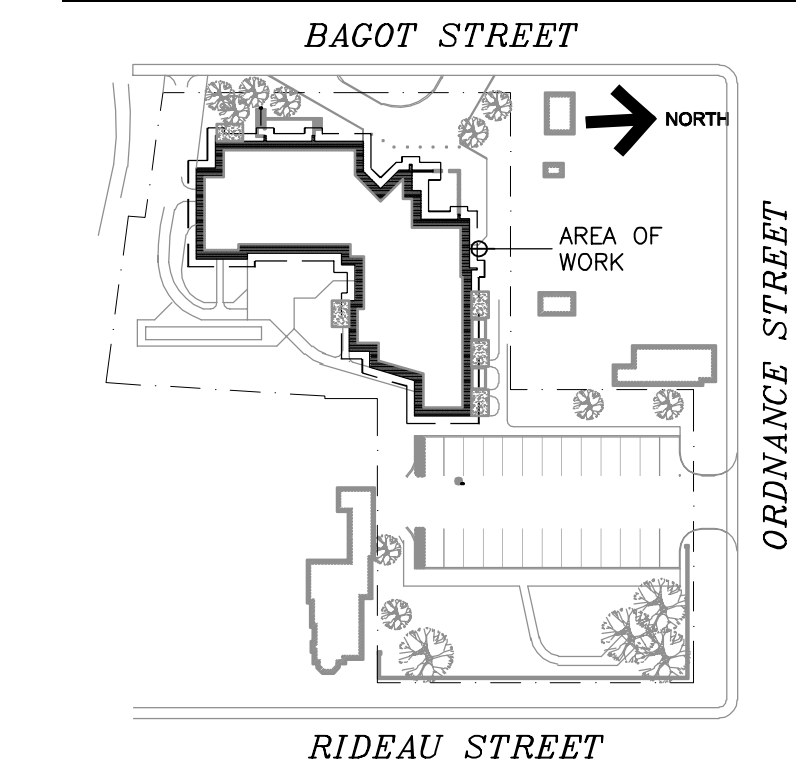 BAGOT STREET
NORTH
AREA OF
WORK
ORDNANCE STREET
RIDEAU STREET